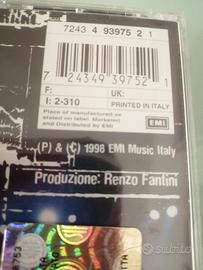 7243 4 93975 2 1
7 24349 39752 1
F: UK:
I: 2-310 PRINTED IN ITALY
Place of manufacture as
stated on label. Marketed
and Distributed by EMI
EMI
(P) & (C) 1998 EMI Music Italy
Produzione: Renzo Fantini
subito